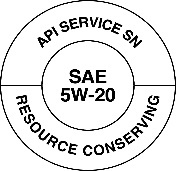 API SERVICE SN
SAE
5W-20
RESOURCE CONSERVING